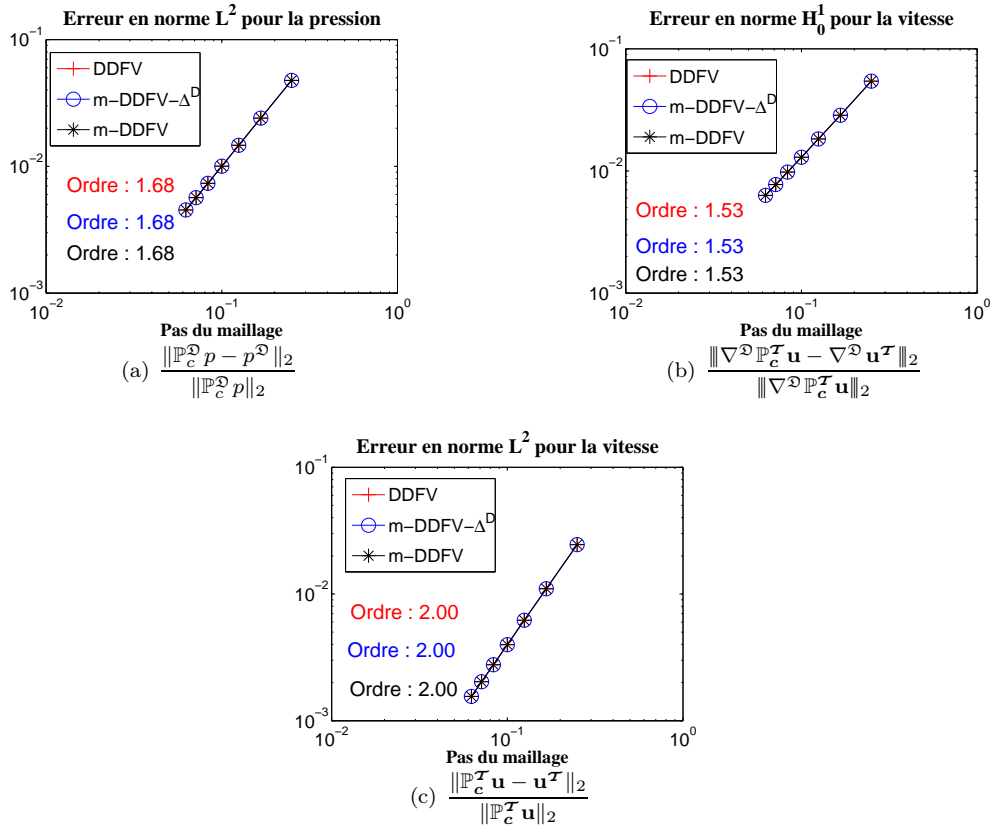 Erreur en norme L² pour la pression
10⁻¹
DDFV
m−DDFV−Δᴰ
m−DDFV
10⁻²
Ordre : 1.68
Ordre : 1.68
Ordre : 1.68
10⁻³
10⁻² 10⁻¹ 10⁰
Pas du maillage
(a) ‖ℙ_c^𝔇 p − p^𝔇‖₂ / ‖ℙ_c^𝔇 p‖₂
Erreur en norme H₀¹ pour la vitesse
10⁻¹
DDFV
m−DDFV−Δᴰ
m−DDFV
10⁻²
Ordre : 1.53
Ordre : 1.53
Ordre : 1.53
10⁻³
10⁻² 10⁻¹ 10⁰
Pas du maillage
(b) ⦀∇^𝔇 ℙ_c^𝓣 𝐮 − ∇^𝔇 𝐮^𝓣⦀₂ / ⦀∇^𝔇 ℙ_c^𝓣 𝐮⦀₂
Erreur en norme L² pour la vitesse
10⁻¹
DDFV
m−DDFV−Δᴰ
m−DDFV
10⁻²
Ordre : 2.00
Ordre : 2.00
Ordre : 2.00
10⁻³
10⁻² 10⁻¹ 10⁰
Pas du maillage
(c) ‖ℙ_c^𝓣 𝐮 − 𝐮^𝓣‖₂ / ‖ℙ_c^𝓣 𝐮‖₂